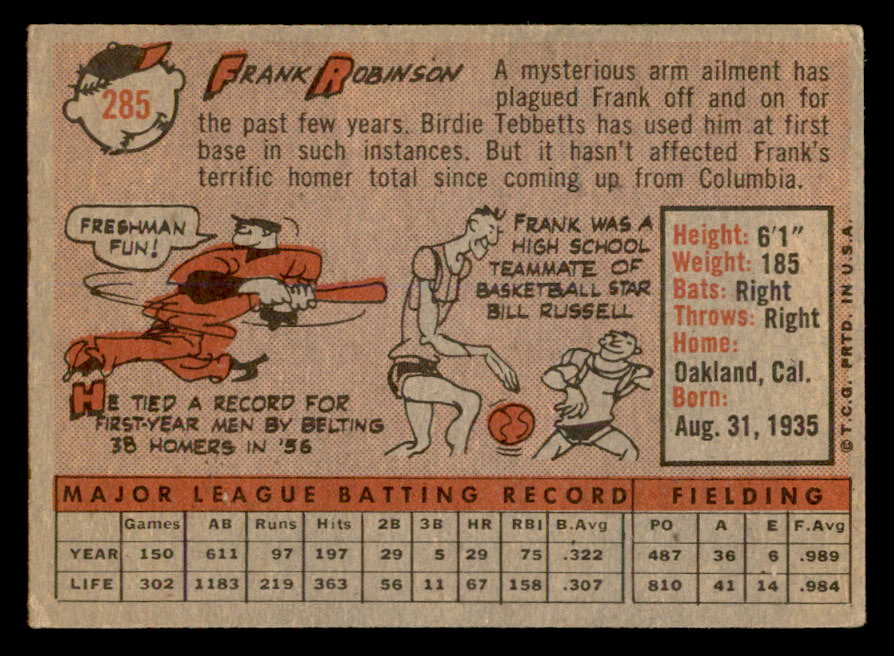 285
FRANK ROBINSON
A mysterious arm ailment has
plagued Frank off and on for
the past few years. Birdie Tebbetts has used him at first
base in such instances. But it hasn't affected Frank's
terrific homer total since coming up from Columbia.
FRESHMAN
FUN!
HE TIED A RECORD FOR
FIRST-YEAR MEN BY BELTING
38 HOMERS IN '56
FRANK WAS A
HIGH SCHOOL
TEAMMATE OF
BASKETBALL STAR
BILL RUSSELL
Height: 6'1"
Weight: 185
Bats: Right
Throws: Right
Home:
Oakland, Cal.
Born:
Aug. 31, 1935
© T.C.G. PRTD. IN U.S.A.
MAJOR LEAGUE BATTING RECORD FIELDING
Games AB Runs Hits 2B 3B HR RBI B.Avg PO A E F.Avg
YEAR 150 611 97 197 29 5 29 75 .322 487 36 6 .989
LIFE 302 1183 219 363 56 11 67 158 .307 810 41 14 .984